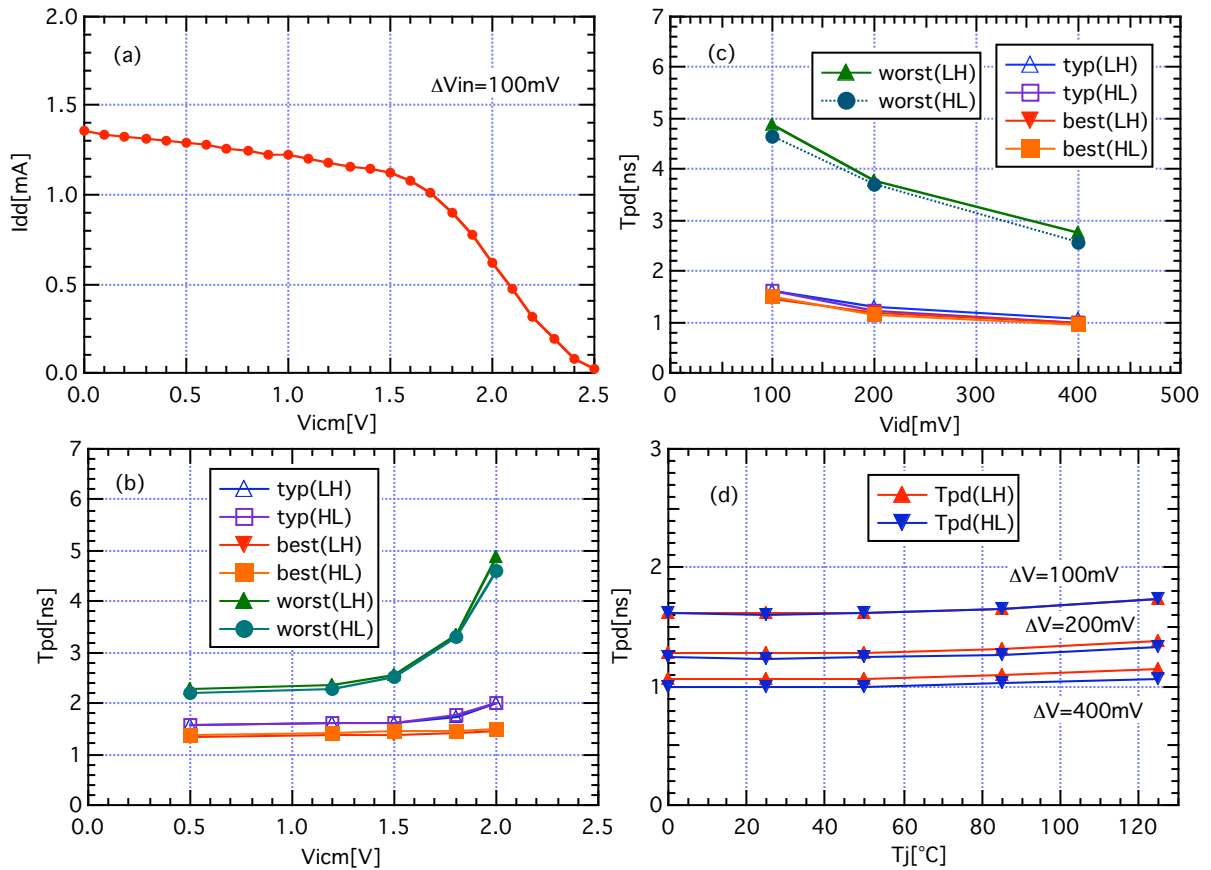 (a)
ΔVin=100mV
2.0
1.5
1.0
0.5
0.0
Idd[mA]
0.0 0.5 1.0 1.5 2.0 2.5
Vicm[V]
(c)
worst(LH)
worst(HL)
typ(LH)
typ(HL)
best(LH)
best(HL)
7
6
5
4
3
2
1
0
Tpd[ns]
0 100 200 300 400 500
Vid[mV]
(b)
typ(LH)
typ(HL)
best(LH)
best(HL)
worst(LH)
worst(HL)
7
6
5
4
3
2
1
0
Tpd[ns]
0.0 0.5 1.0 1.5 2.0 2.5
Vicm[V]
(d)
Tpd(LH)
Tpd(HL)
ΔV=100mV
ΔV=200mV
ΔV=400mV
3
2
1
0
Tpd[ns]
0 20 40 60 80 100 120
Tj[°C]